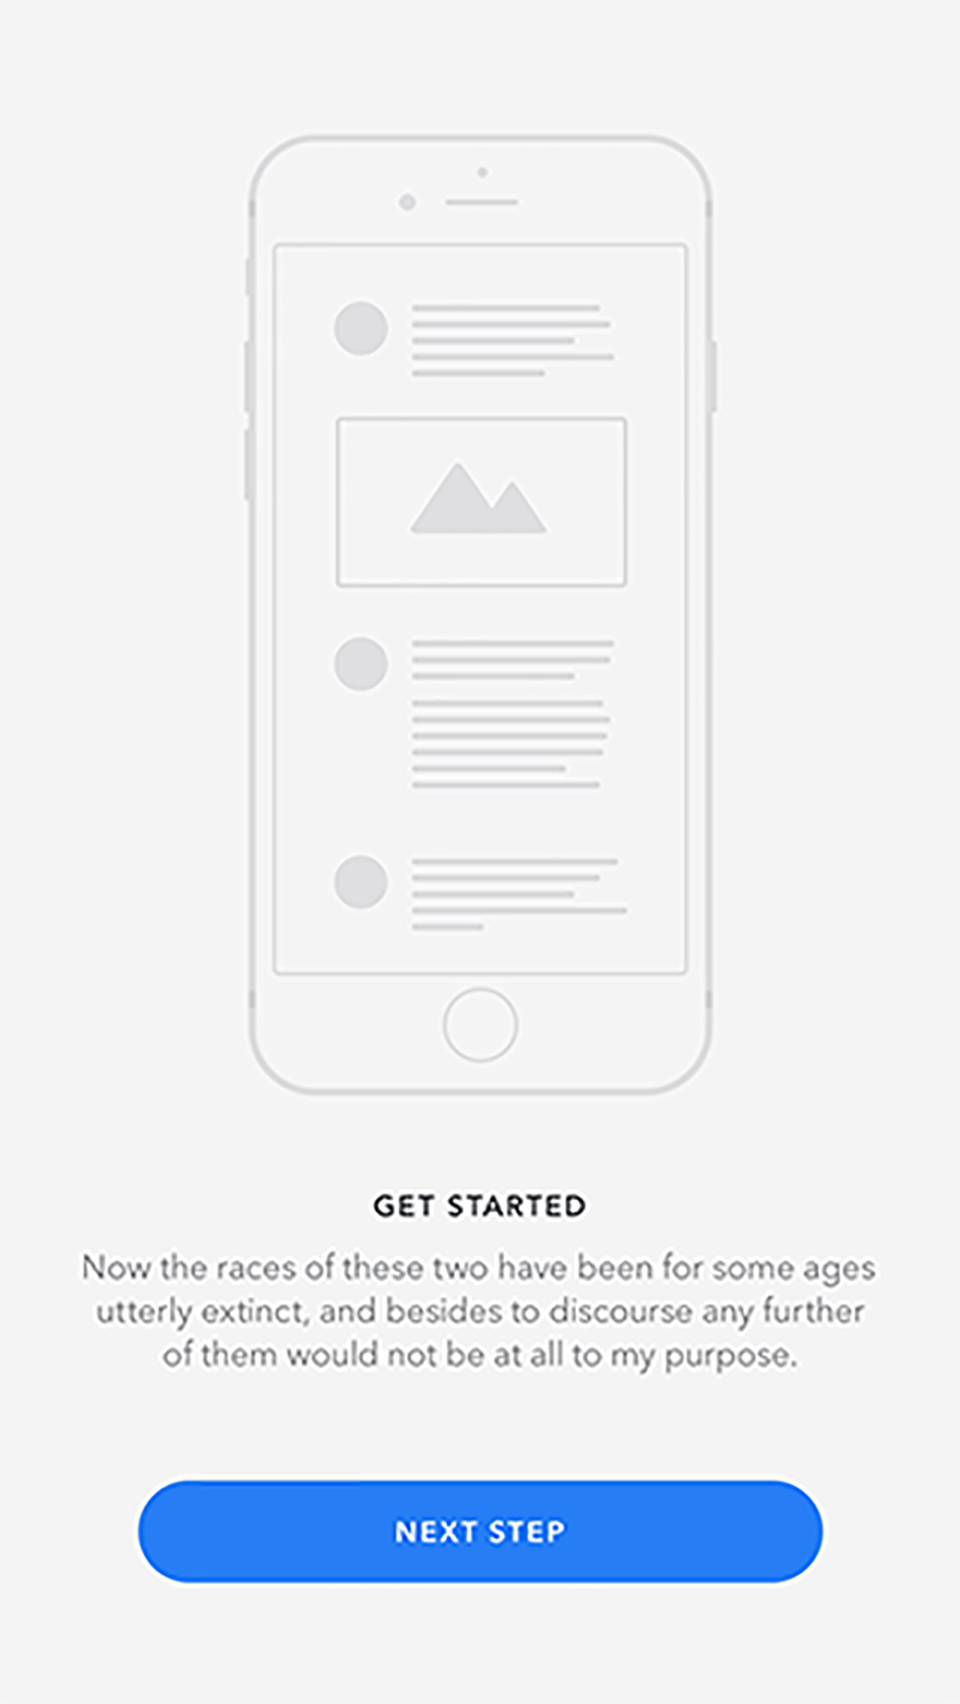 GET STARTED
Now the races of these two have been for some ages
utterly extinct, and besides to discourse any further
of them would not be at all to my purpose.
NEXT STEP